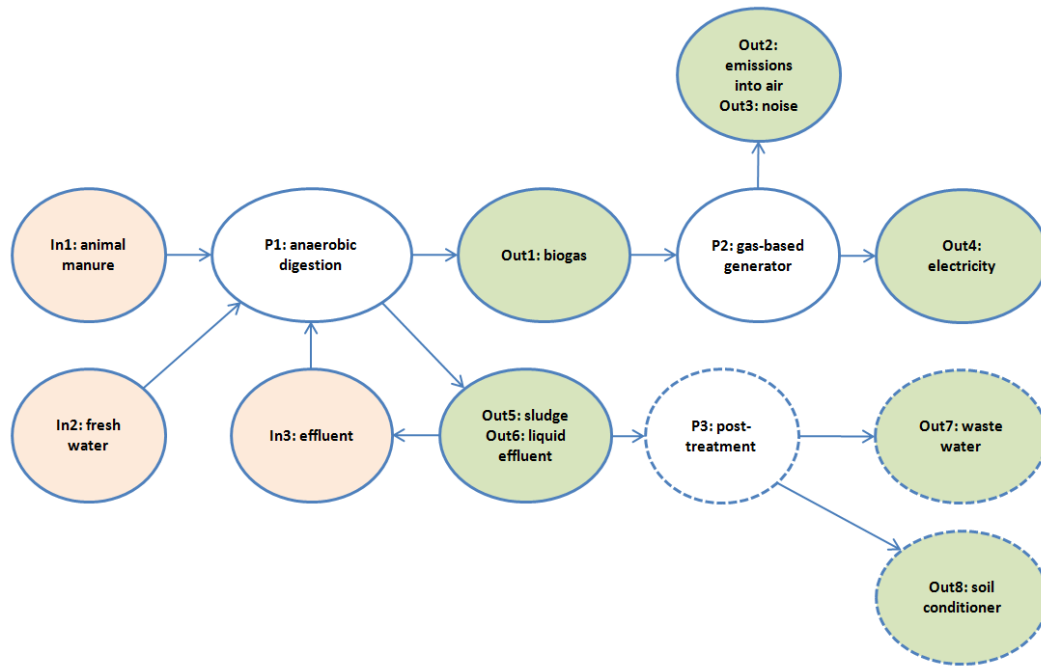 Out2:
emissions
into air
Out3: noise
In1: animal
manure
P1: anaerobic
digestion
Out1: biogas
P2: gas-based
generator
Out4:
electricity
In2: fresh
water
In3: effluent
Out5: sludge
Out6: liquid
effluent
P3: post-
treatment
Out7: waste
water
Out8: soil
conditioner